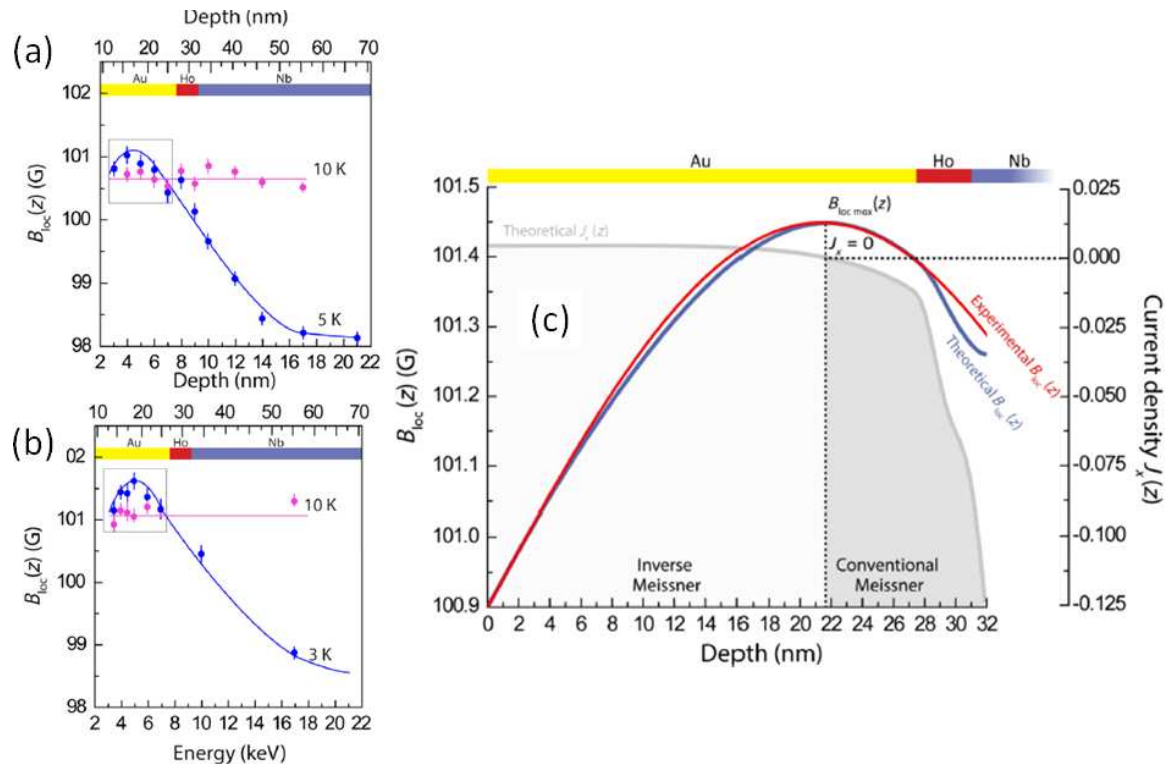 (a)
Depth (nm)
10 20 30 40 50 60 70
Au Ho Nb
102
101
100
99
98
B_loc(z) (G)
10 K
5 K
2 4 6 8 10 12 14 16 18 20 22
Depth (nm)
(b)
10 20 30 40 50 60 70
Au Ho Nb
02
101
100
99
98
B_loc(z) (G)
10 K
3 K
2 4 6 8 10 12 14 16 18 20 22
Energy (keV)
(c)
Au Ho Nb
101.5
101.4
101.3
101.2
101.1
101.0
100.9
B_loc (z) (G)
Theoretical J_x(z)
B_loc max(z)
J_x = 0
Experimental B_loc(z)
Theoretical B_loc(z)
Inverse
Meissner
Conventional
Meissner
0 2 4 6 8 10 12 14 16 18 20 22 24 26 28 30 32
Depth (nm)
0.025
0.000
-0.025
-0.050
-0.075
-0.100
-0.125
Current density J_x(z)